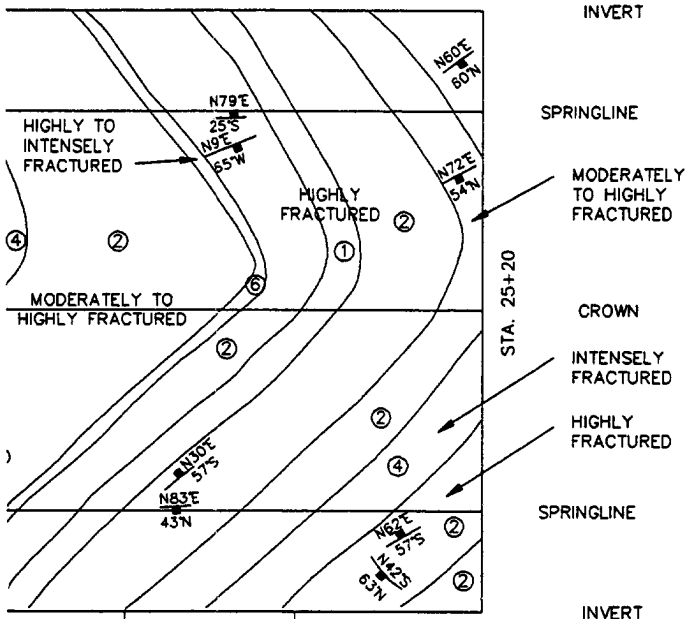 INVERT
N60°E
60°N
N79°E
SPRINGLINE
25°S
HIGHLY TO
INTENSELY
FRACTURED
N9°E
65°W
N72°E
54°N
MODERATELY
TO HIGHLY
FRACTURED
HIGHLY
FRACTURED
2
4
2
1
6
STA. 25+20
MODERATELY TO
HIGHLY FRACTURED
CROWN
2
INTENSELY
FRACTURED
2
HIGHLY
FRACTURED
4
N30°E
57°S
N83°E
43°N
SPRINGLINE
N62°E
57°S
2
N42°S
63°N
2
INVERT